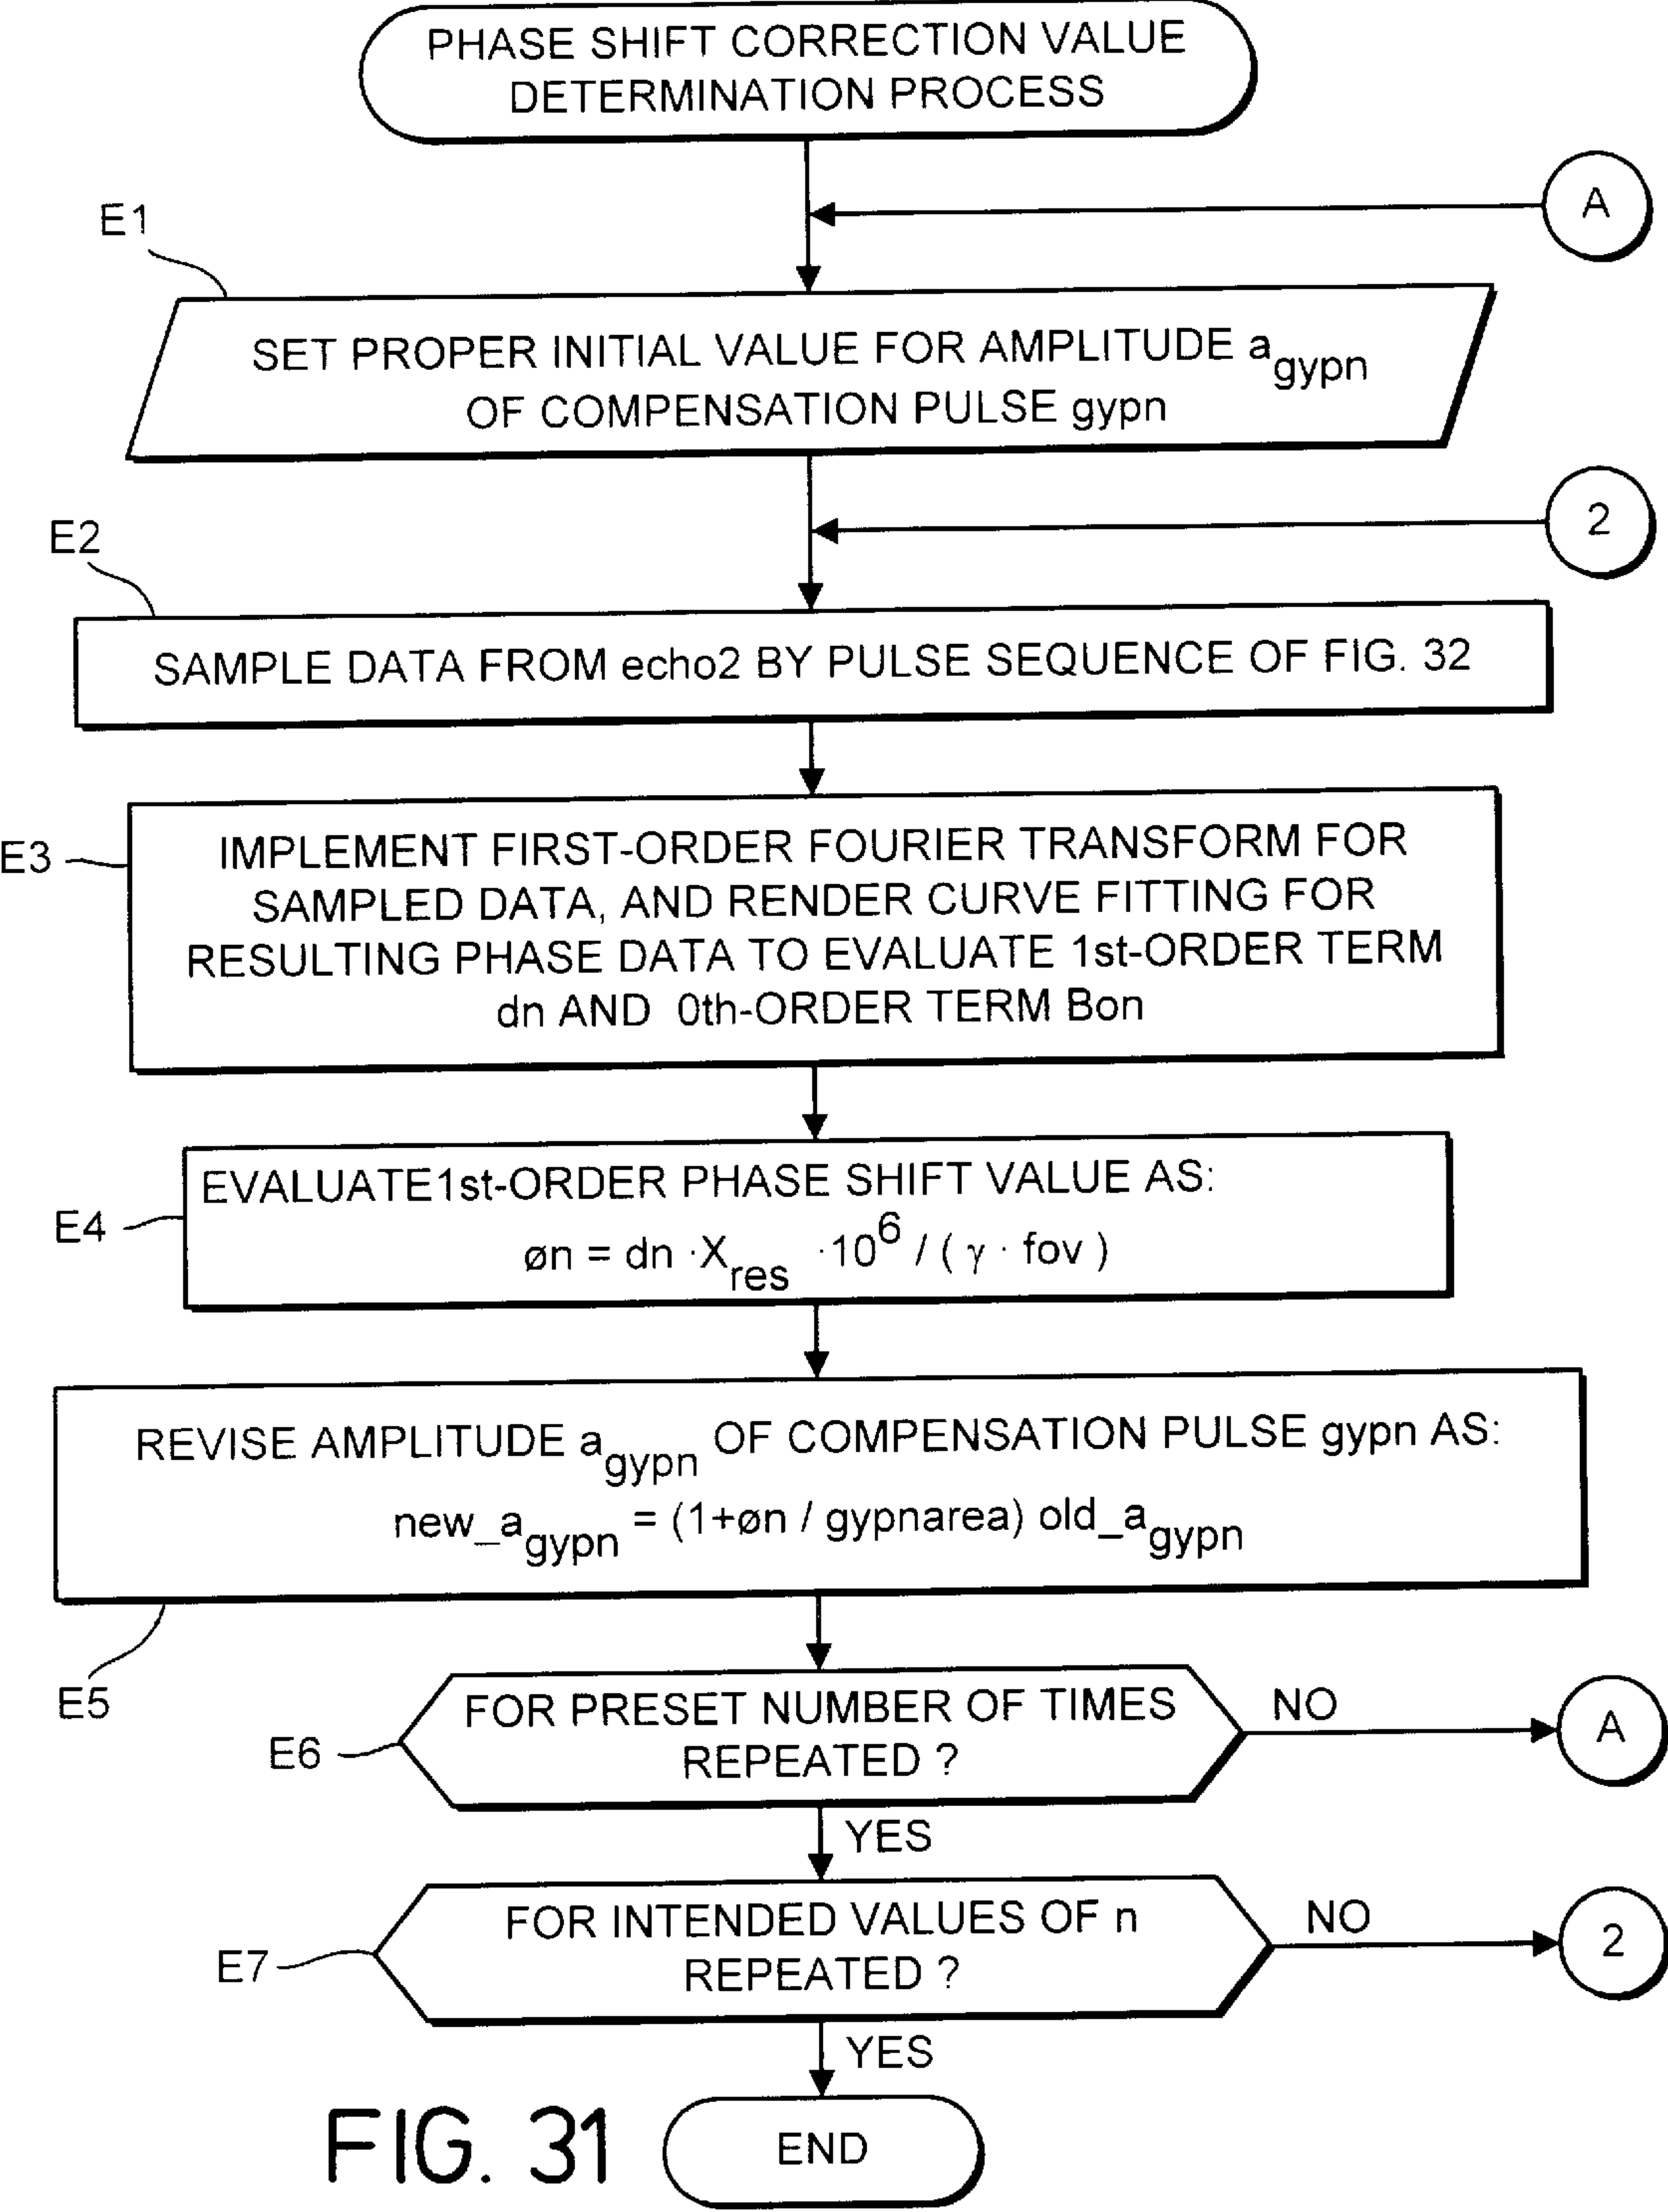 PHASE SHIFT CORRECTION VALUE
DETERMINATION PROCESS
A
E1
SET PROPER INITIAL VALUE FOR AMPLITUDE a_gypn
OF COMPENSATION PULSE gypn
2
E2
SAMPLE DATA FROM echo2 BY PULSE SEQUENCE OF FIG. 32
E3
IMPLEMENT FIRST-ORDER FOURIER TRANSFORM FOR
SAMPLED DATA, AND RENDER CURVE FITTING FOR
RESULTING PHASE DATA TO EVALUATE 1st-ORDER TERM
dn AND 0th-ORDER TERM Bon
E4
EVALUATE1st-ORDER PHASE SHIFT VALUE AS:
øn = dn ·X_res ·10^6 / ( γ · fov )
REVISE AMPLITUDE a_gypn OF COMPENSATION PULSE gypn AS:
new_a_gypn = (1+øn / gypnarea) old_a_gypn
E5
FOR PRESET NUMBER OF TIMES
REPEATED ?
E6
NO
A
YES
FOR INTENDED VALUES OF n
REPEATED ?
E7
NO
2
YES
END
FIG. 31